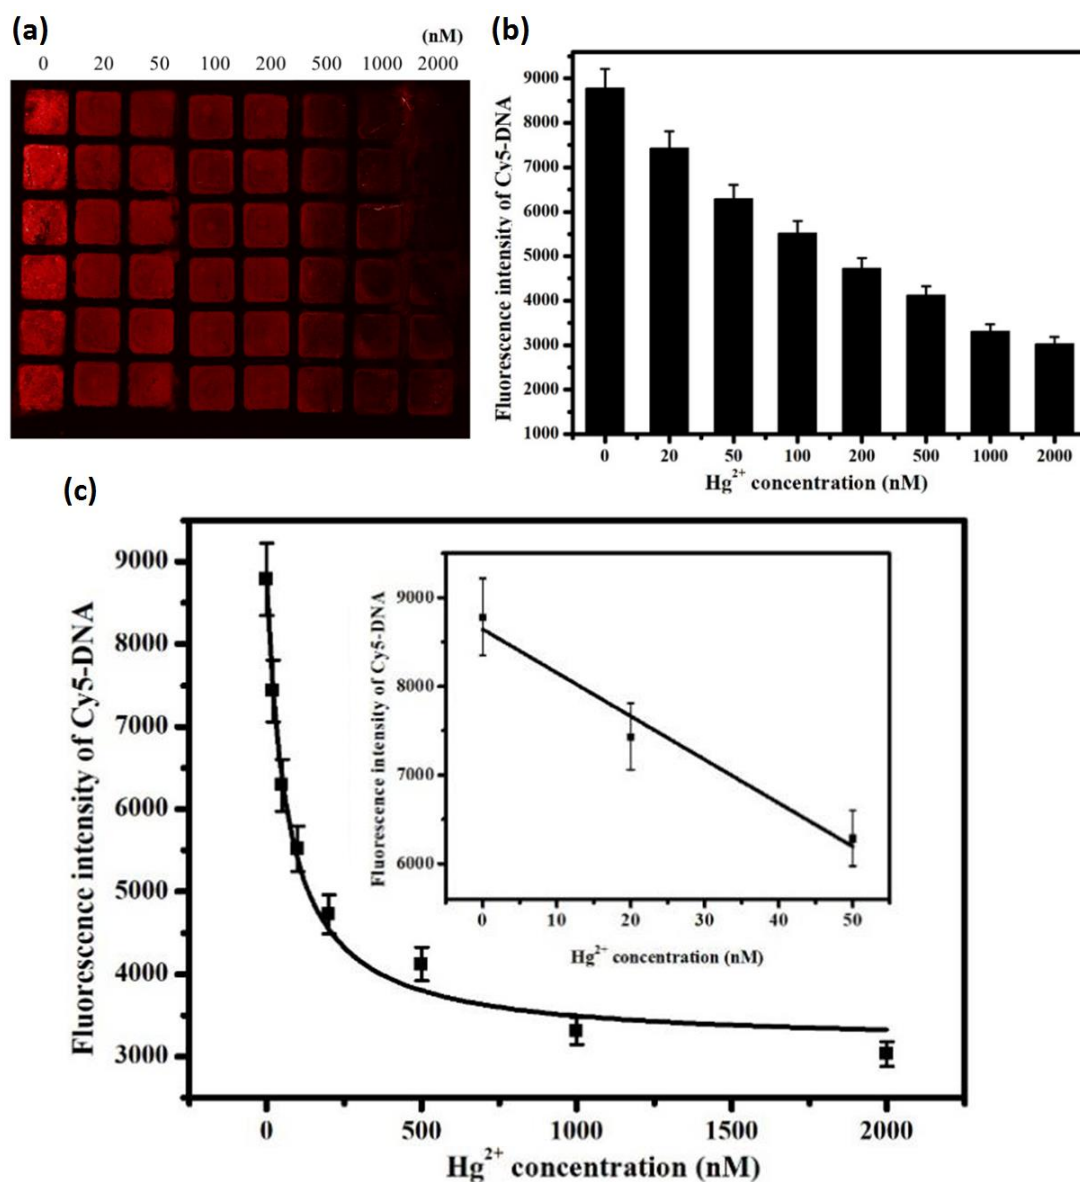 (a)
(nM)
0 20 50 100 200 500 1000 2000
(b)
Fluorescence intensity of Cy5-DNA
9000
8000
7000
6000
5000
4000
3000
2000
1000
0 20 50 100 200 500 1000 2000
Hg²⁺ concentration (nM)
(c)
Fluorescence intensity of Cy5-DNA
9000
8000
7000
6000
5000
4000
3000
0 500 1000 1500 2000
Hg²⁺ concentration (nM)
Fluorescence intensity of Cy5-DNA
9000
8000
7000
6000
0 10 20 30 40 50
Hg²⁺ concentration (nM)